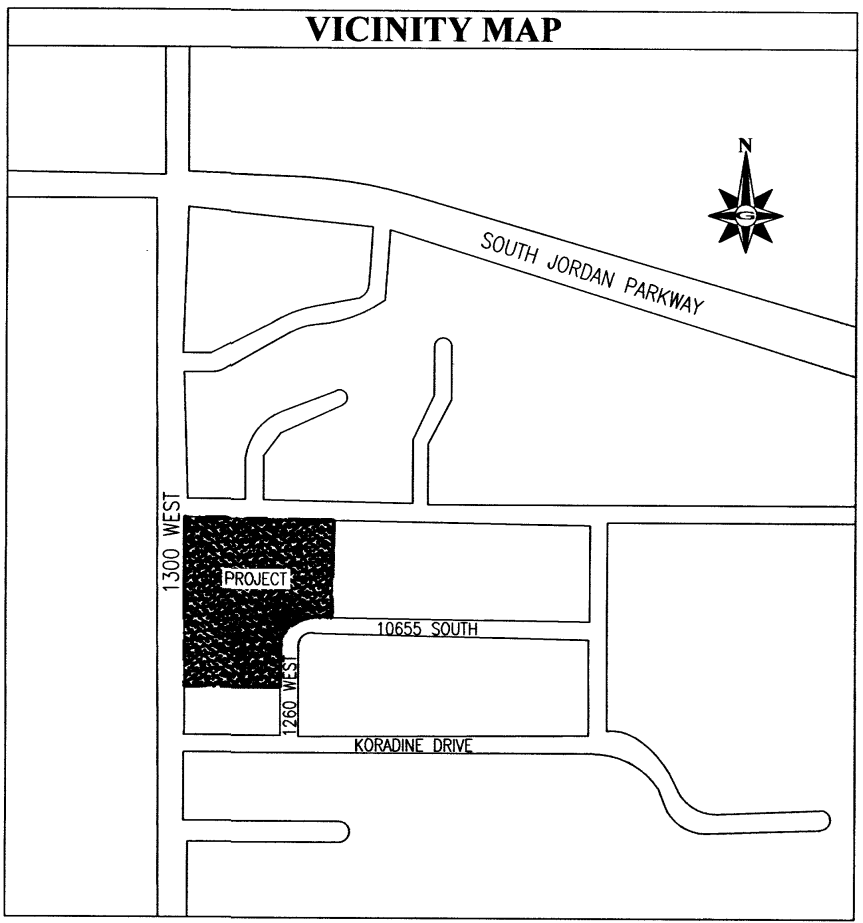 VICINITY MAP
N
G
SOUTH JORDAN PARKWAY
1300 WEST
PROJECT
10655 SOUTH
1260 WEST
KORADINE DRIVE